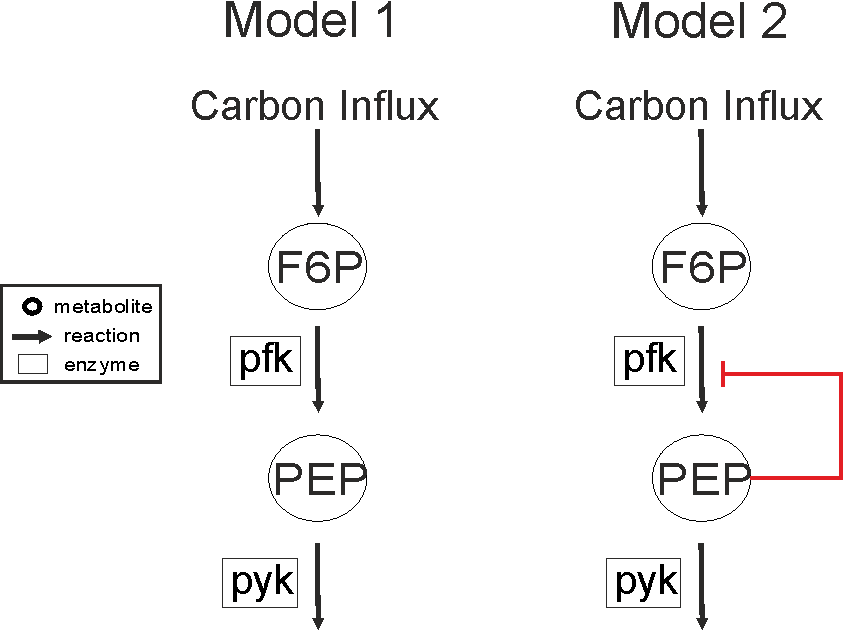 Model 1
Carbon Influx
F6P
pfk
PEP
pyk
metabolite
reaction
enzyme
Model 2
Carbon Influx
F6P
pfk
PEP
pyk